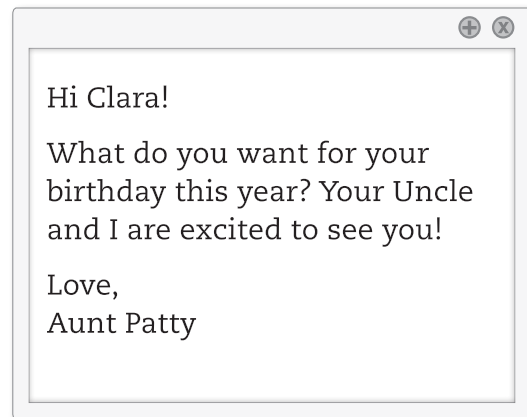 Hi Clara!
What do you want for your
birthday this year? Your Uncle
and I are excited to see you!
Love,
Aunt Patty